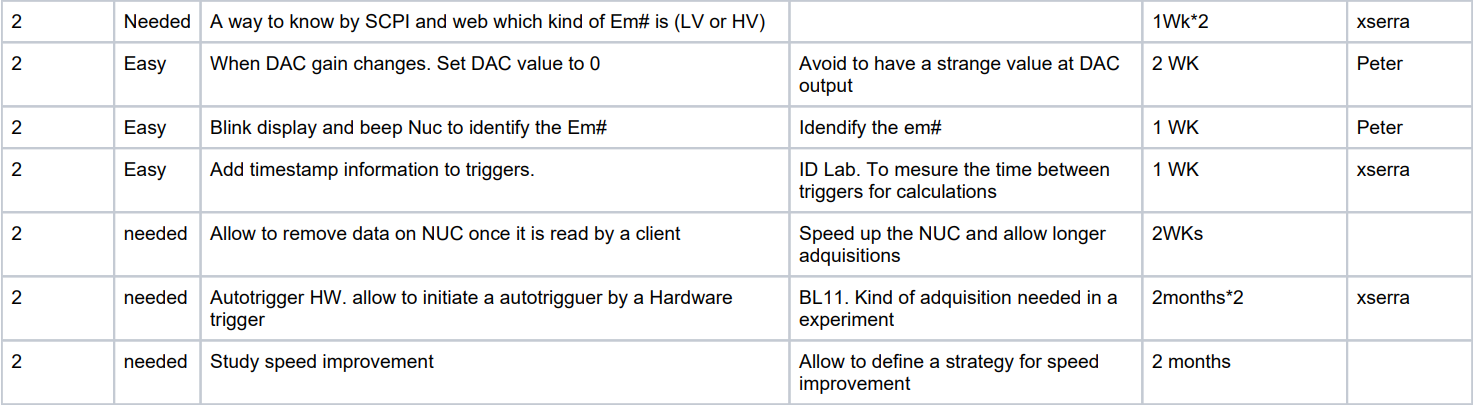 2 Needed A way to know by SCPI and web which kind of Em# is (LV or HV) 1Wk*2 xserra
2 Easy When DAC gain changes. Set DAC value to 0 Avoid to have a strange value at DAC 2 WK Peter
output
2 Easy Blink display and beep Nuc to identify the Em# Idendify the em# 1 WK Peter
2 Easy Add timestamp information to triggers. ID Lab. To mesure the time between 1 WK xserra
triggers for calculations
2 needed Allow to remove data on NUC once it is read by a client Speed up the NUC and allow longer 2WKs
adquisitions
2 needed Autotrigger HW. allow to initiate a autotrigguer by a Hardware BL11. Kind of adquisition needed in a 2months*2 xserra
trigger experiment
2 needed Study speed improvement Allow to define a strategy for speed 2 months
improvement